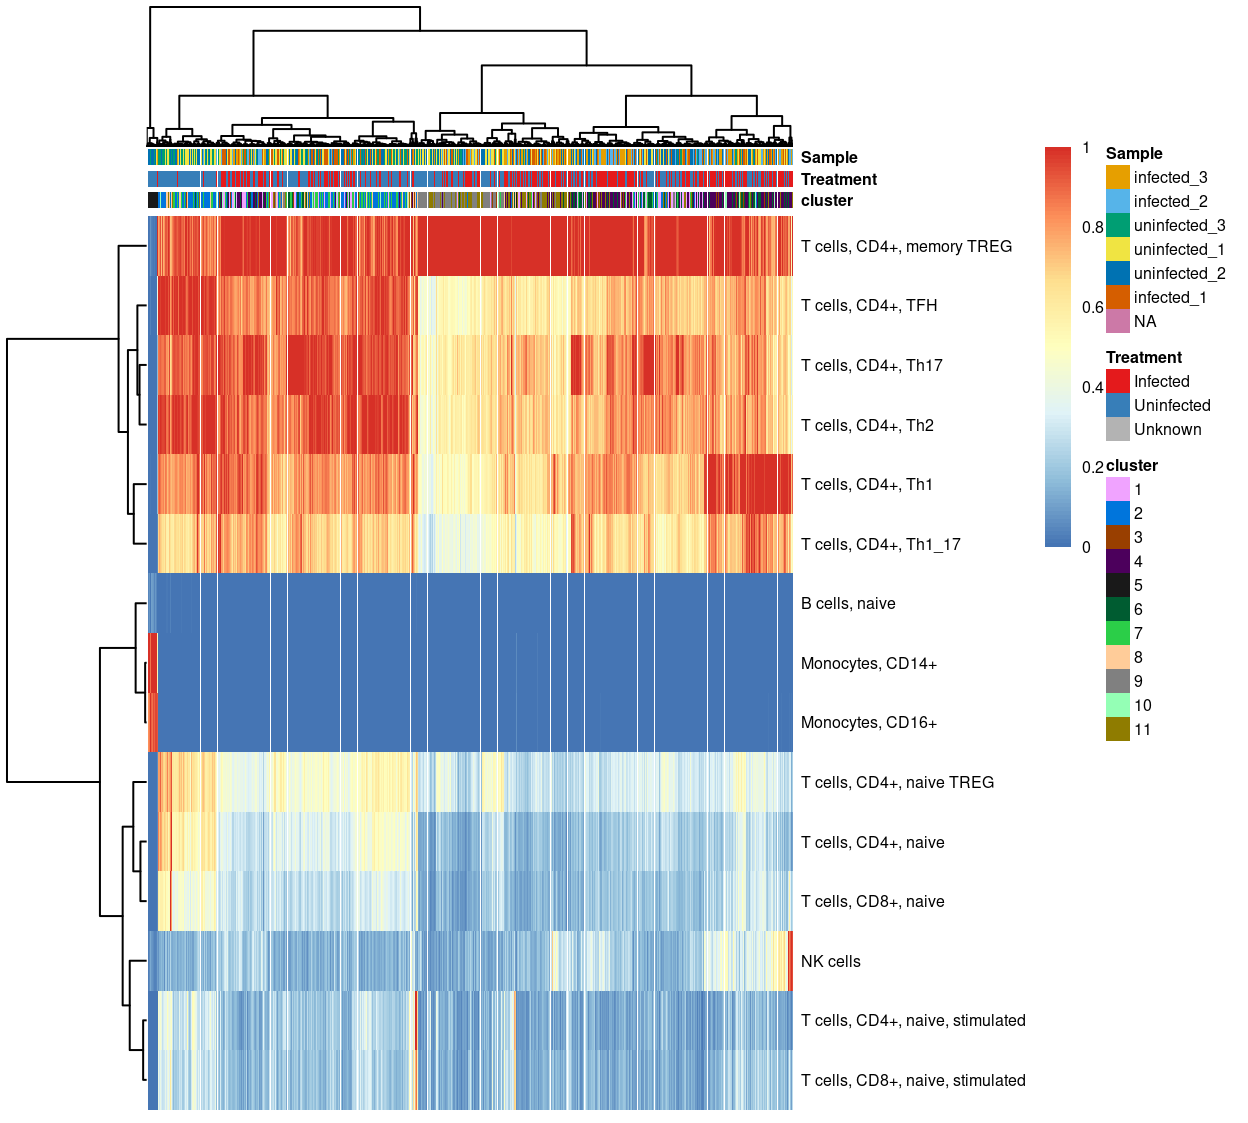 Sample
Treatment
cluster
T cells, CD4+, memory TREG
T cells, CD4+, TFH
T cells, CD4+, Th17
T cells, CD4+, Th2
T cells, CD4+, Th1
T cells, CD4+, Th1_17
B cells, naive
Monocytes, CD14+
Monocytes, CD16+
T cells, CD4+, naive TREG
T cells, CD4+, naive
T cells, CD8+, naive
NK cells
T cells, CD4+, naive, stimulated
T cells, CD8+, naive, stimulated
1
0.8
0.6
0.4
0.2
0
Sample
infected_3
infected_2
uninfected_3
uninfected_1
uninfected_2
infected_1
NA
Treatment
Infected
Uninfected
Unknown
cluster
1
2
3
4
5
6
7
8
9
10
11